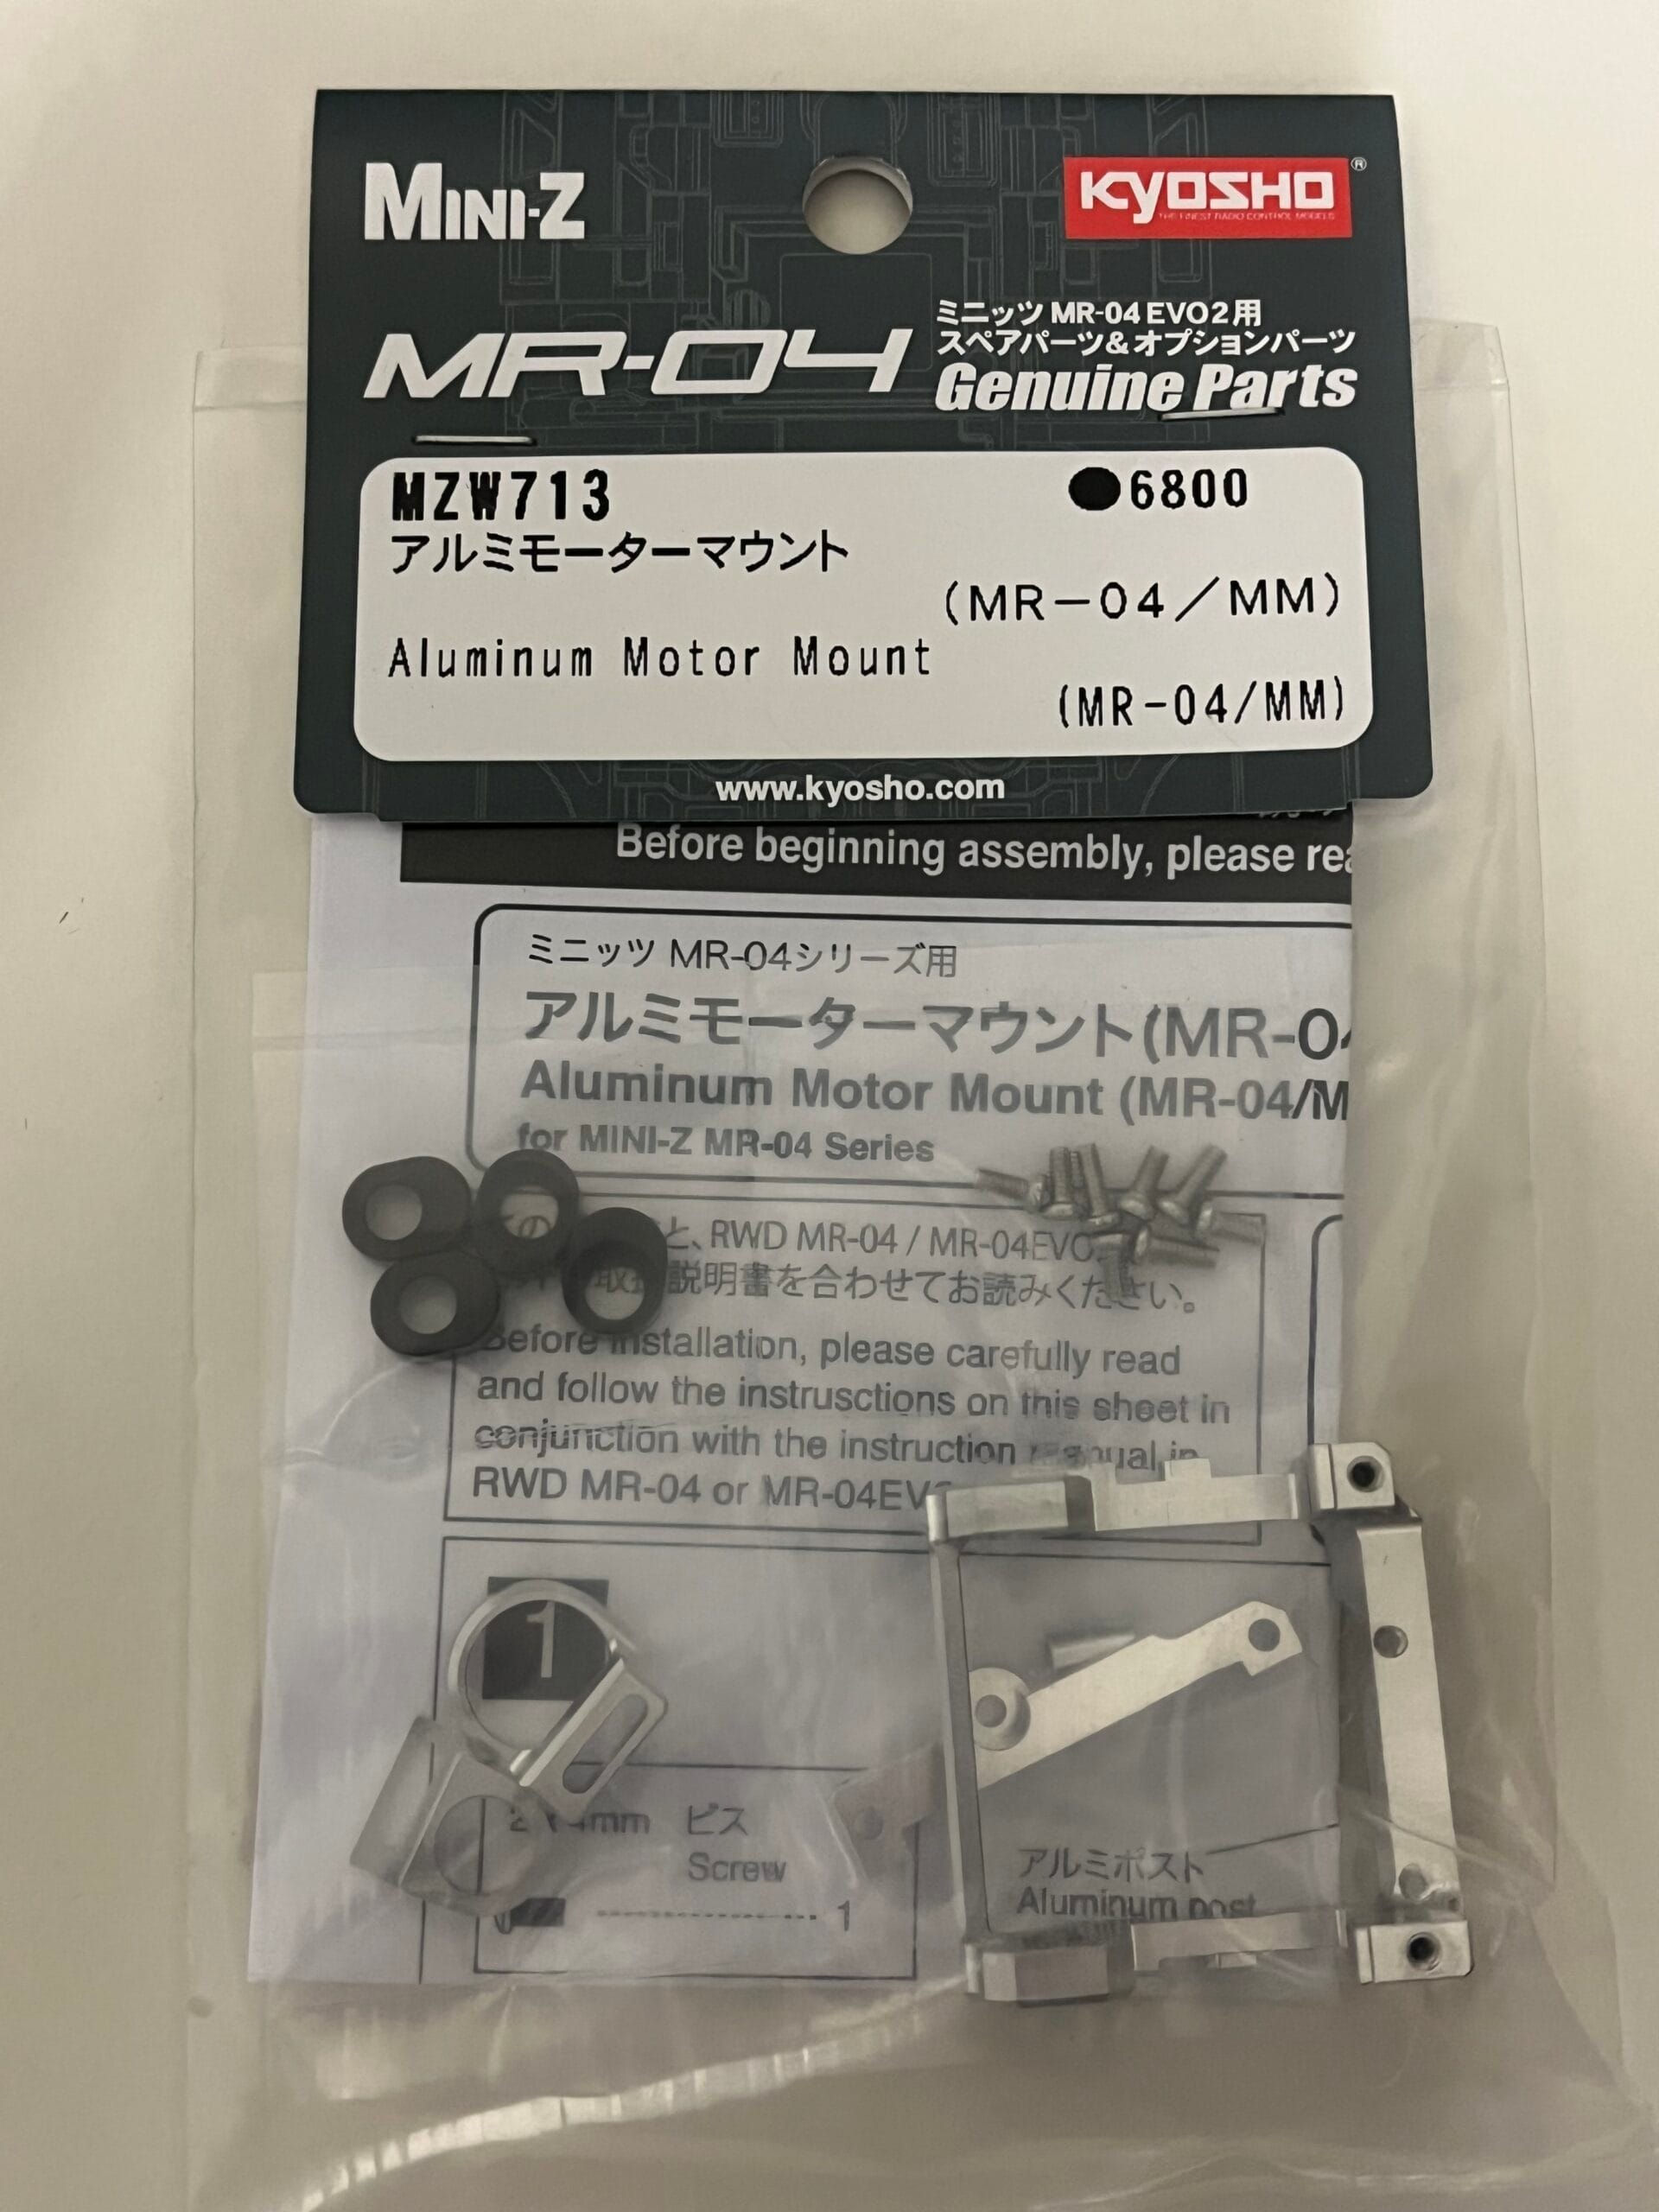 MINI-Z
KYOSHO ®
THE FINEST RADIO CONTROL MODELS
MR-04
ミニッツ MR-04 EVO2用
スペアパーツ&オプションパーツ
Genuine Parts
MZW713 ●6800
アルミモーターマウント
(MR-04/MM)
Aluminum Motor Mount
(MR-04/MM)
www.kyosho.com
Before beginning assembly, please rea
ミニッツ MR-04シリーズ用
アルミモーターマウント(MR-04
Aluminum Motor Mount (MR-04/M
for MINI-Z MR-04 Series
と、RWD MR-04 / MR-04EVO
取扱説明書を合わせてお読みください。
Before installation, please carefully read
and follow the instrusctions on this sheet in
conjunction with the instruction manual in
RWD MR-04 or MR-04EV
1
mm ビス
Screw
1
アルミポスト
Aluminum post